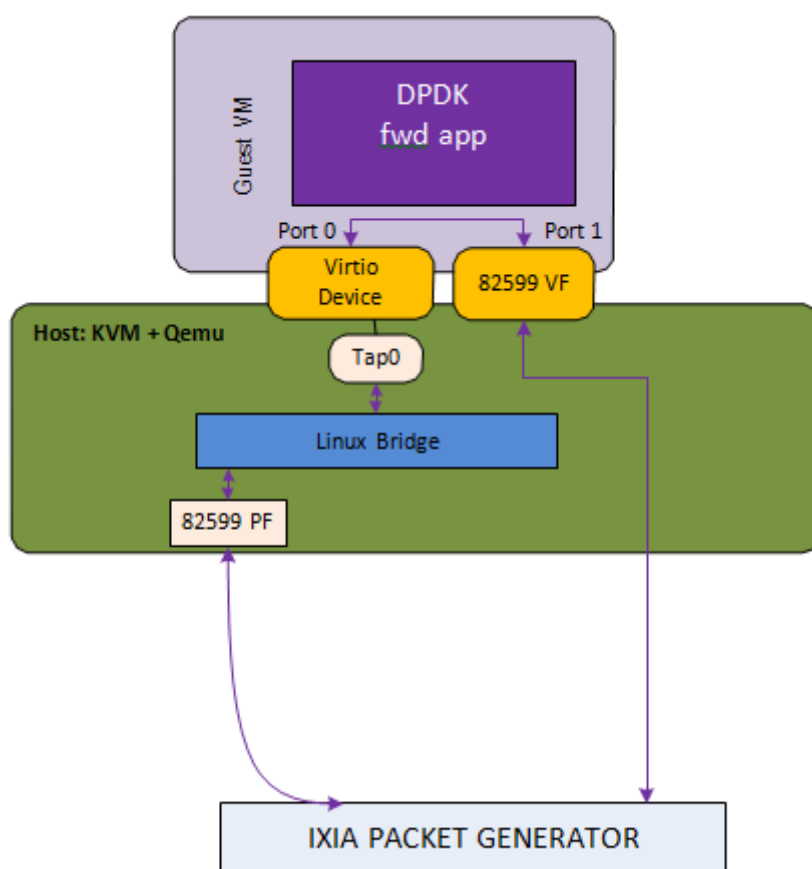 DPDK
fwd app
Guest VM
Port 0
Port 1
Virtio
Device
82599 VF
Host: KVM + Qemu
Tap0
Linux Bridge
82599 PF
IXIA PACKET GENERATOR